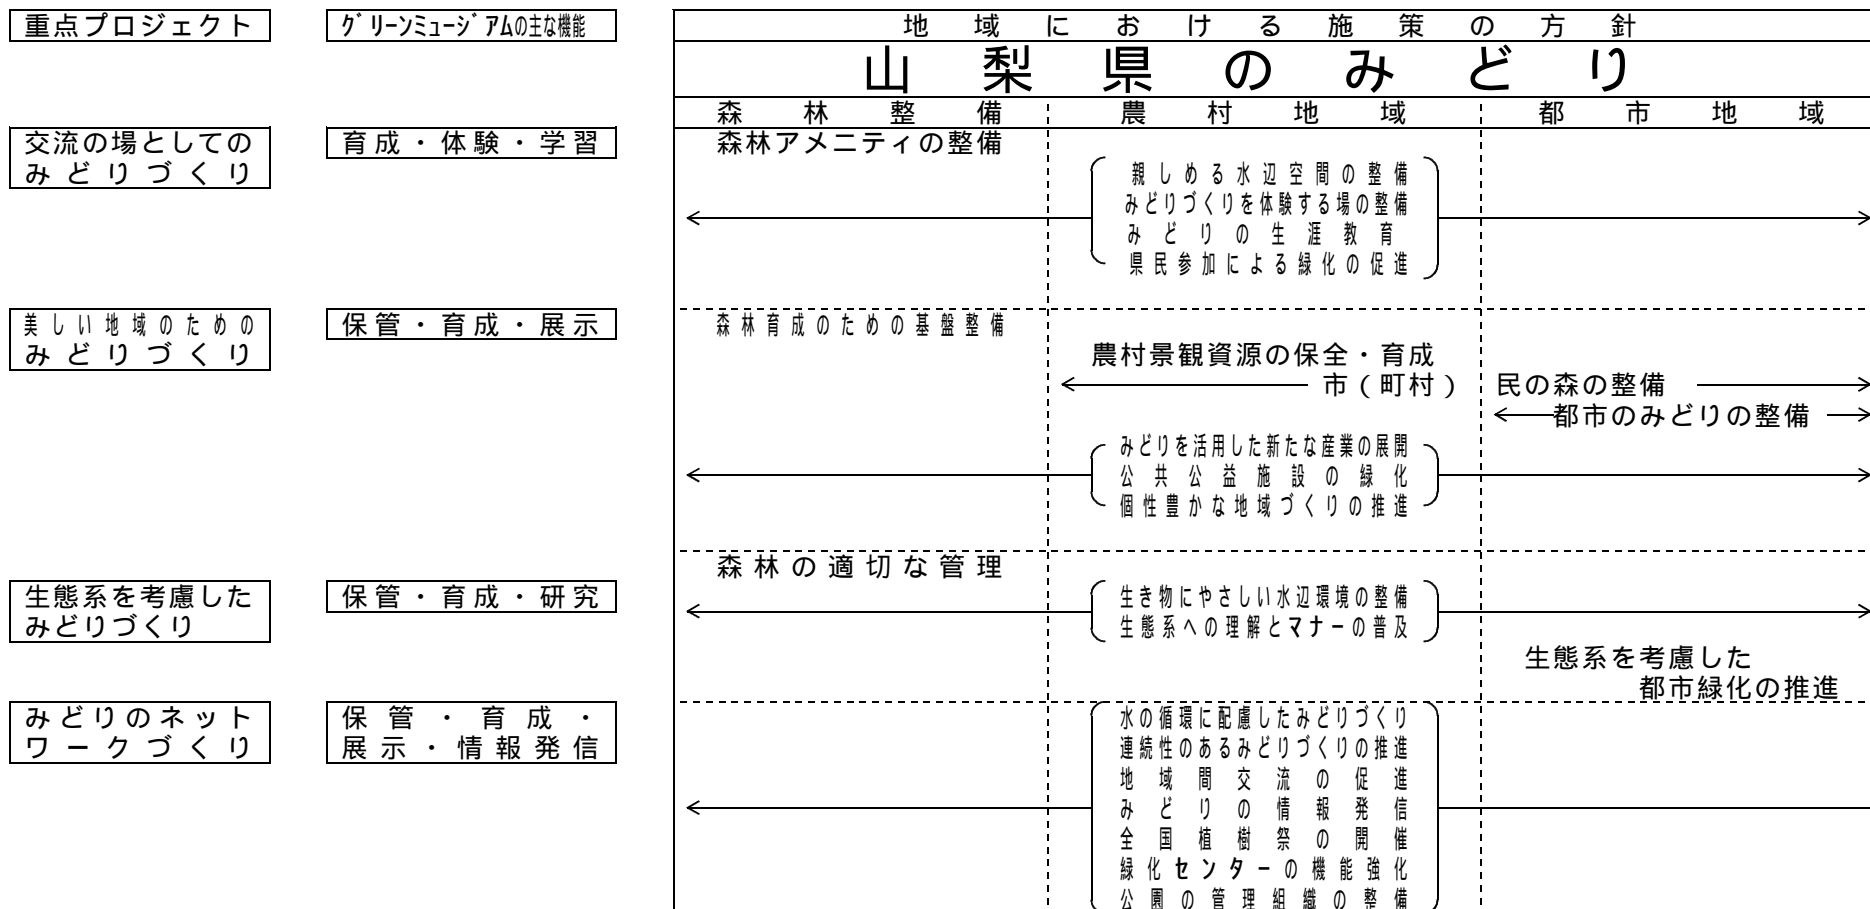 重点プロジェクト
グリーンミュージアムの主な機能
地域における施策の方針
山梨県のみどり
森林整備 農村地域 都市地域
交流の場としての
みどりづくり
育成・体験・学習
森林アメニティの整備
親しめる水辺空間の整備
みどりづくりを体験する場の整備
みどりの生涯教育
県民参加による緑化の促進
美しい地域のための
みどりづくり
保管・育成・展示
森林育成のための基盤整備
農村景観資源の保全・育成
市(町村)民の森の整備
都市のみどりの整備
みどりを活用した新たな産業の展開
公共公益施設の緑化
個性豊かな地域づくりの推進
生態系を考慮した
みどりづくり
保管・育成・研究
森林の適切な管理
生き物にやさしい水辺環境の整備
生態系への理解とマナーの普及
生態系を考慮した
都市緑化の推進
みどりのネット
ワークづくり
保管・育成・
展示・情報発信
水の循環に配慮したみどりづくり
連続性のあるみどりづくりの推進
地域間交流の促進
みどりの情報発信
全国植樹祭の開催
緑化センターの機能強化
公園の管理組織の整備